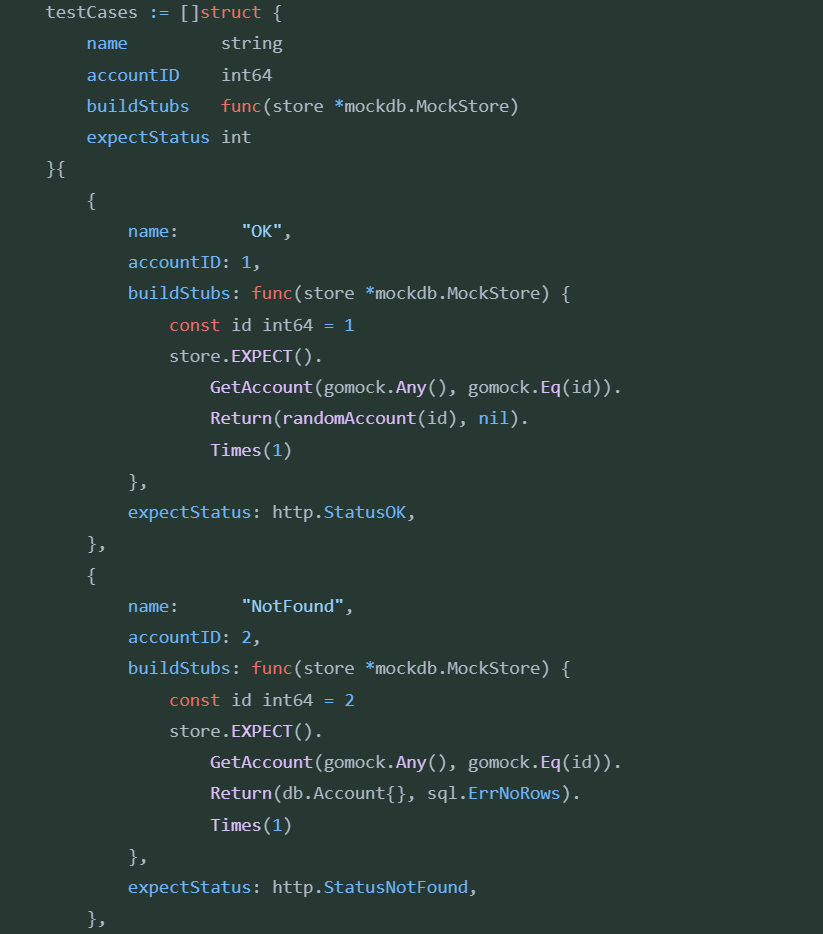 testCases := []struct {
    name         string
    accountID    int64
    buildStubs   func(store *mockdb.MockStore)
    expectStatus int
}{
    {
        name:      "OK",
        accountID: 1,
        buildStubs: func(store *mockdb.MockStore) {
            const id int64 = 1
            store.EXPECT().
                GetAccount(gomock.Any(), gomock.Eq(id)).
                Return(randomAccount(id), nil).
                Times(1)
        },
        expectStatus: http.StatusOK,
    },
    {
        name:      "NotFound",
        accountID: 2,
        buildStubs: func(store *mockdb.MockStore) {
            const id int64 = 2
            store.EXPECT().
                GetAccount(gomock.Any(), gomock.Eq(id)).
                Return(db.Account{}, sql.ErrNoRows).
                Times(1)
        },
        expectStatus: http.StatusNotFound,
    },